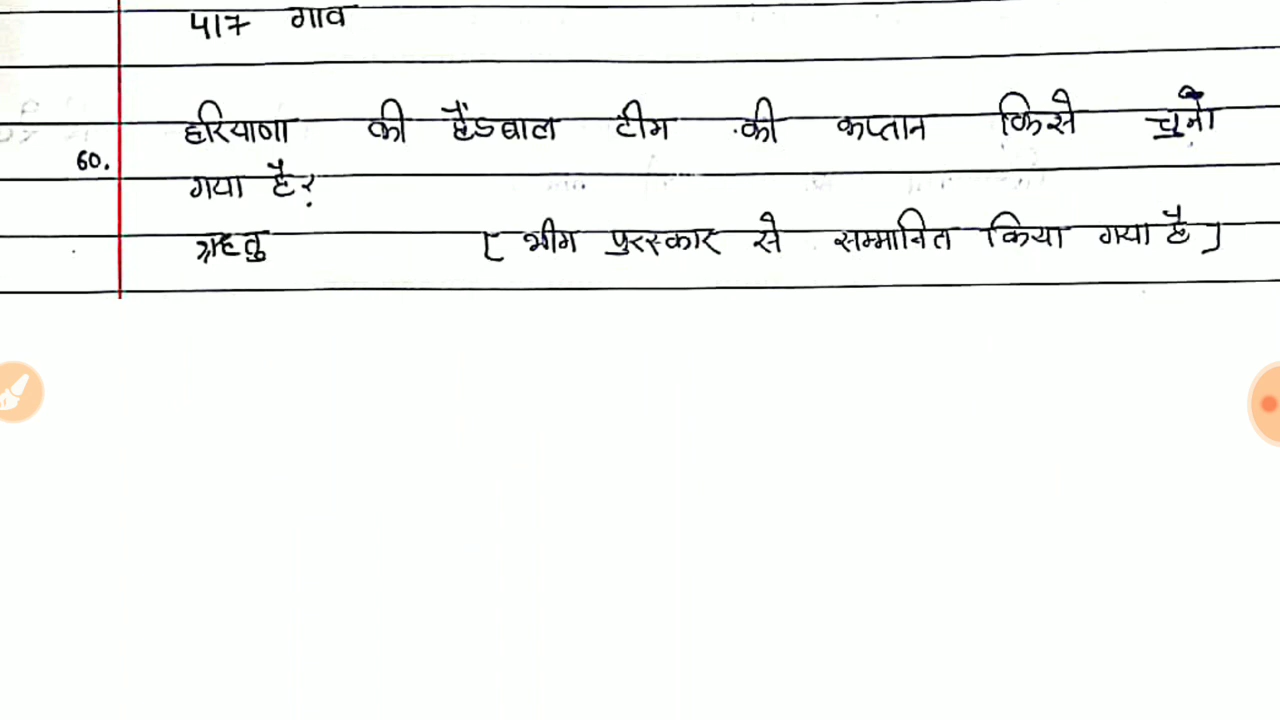 417 गाव
हरियाणा की हैंडबाल टीम की कप्तान किसे चुना
60.
गया है?
ऋतु [ भीम पुरस्कार से सम्मानित किया गया है ]